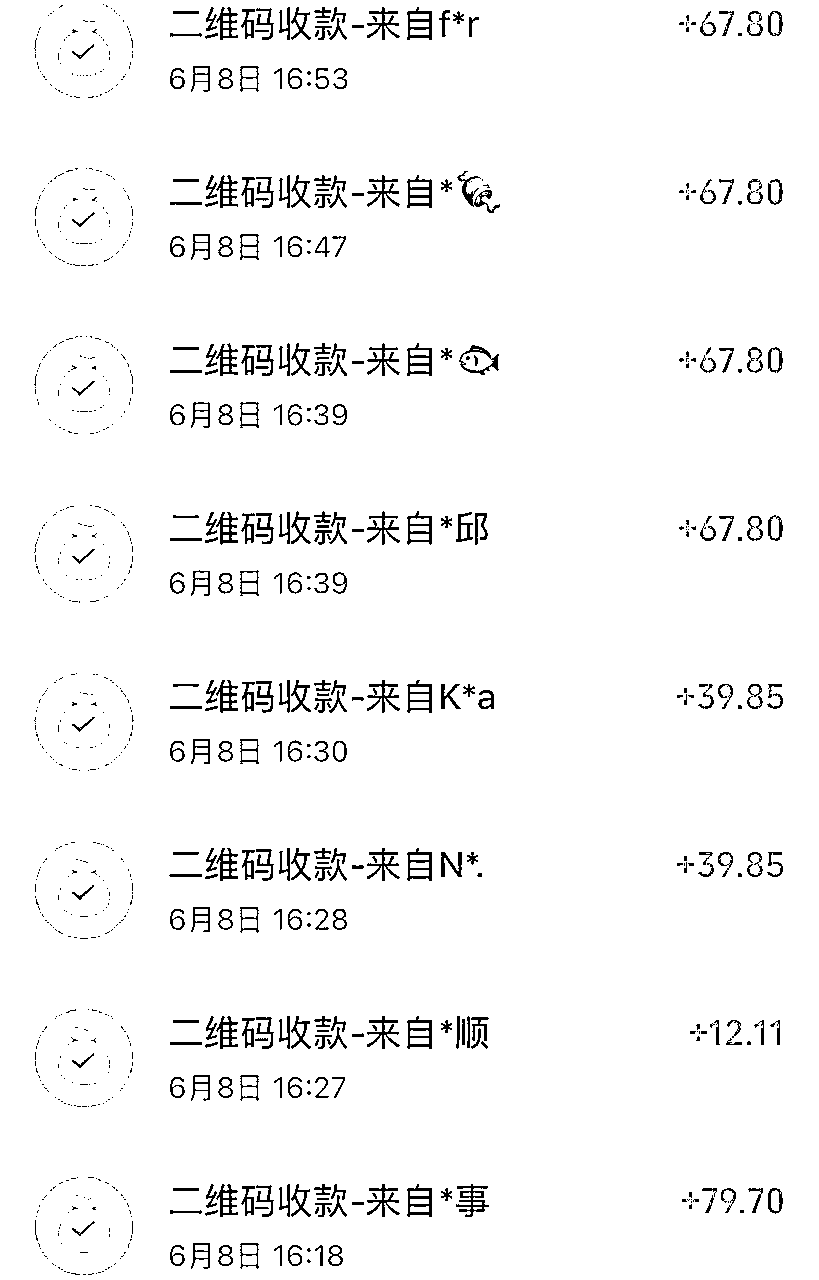 二维码收款-来自f*r
+67.80
6月8日 16:53
二维码收款-来自*🍬
+67.80
6月8日 16:47
二维码收款-来自*🐟
+67.80
6月8日 16:39
二维码收款-来自*邱
+67.80
6月8日 16:39
二维码收款-来自K*a
+39.85
6月8日 16:30
二维码收款-来自N*.
+39.85
6月8日 16:28
二维码收款-来自*顺
+12.11
6月8日 16:27
二维码收款-来自*事
+79.70
6月8日 16:18